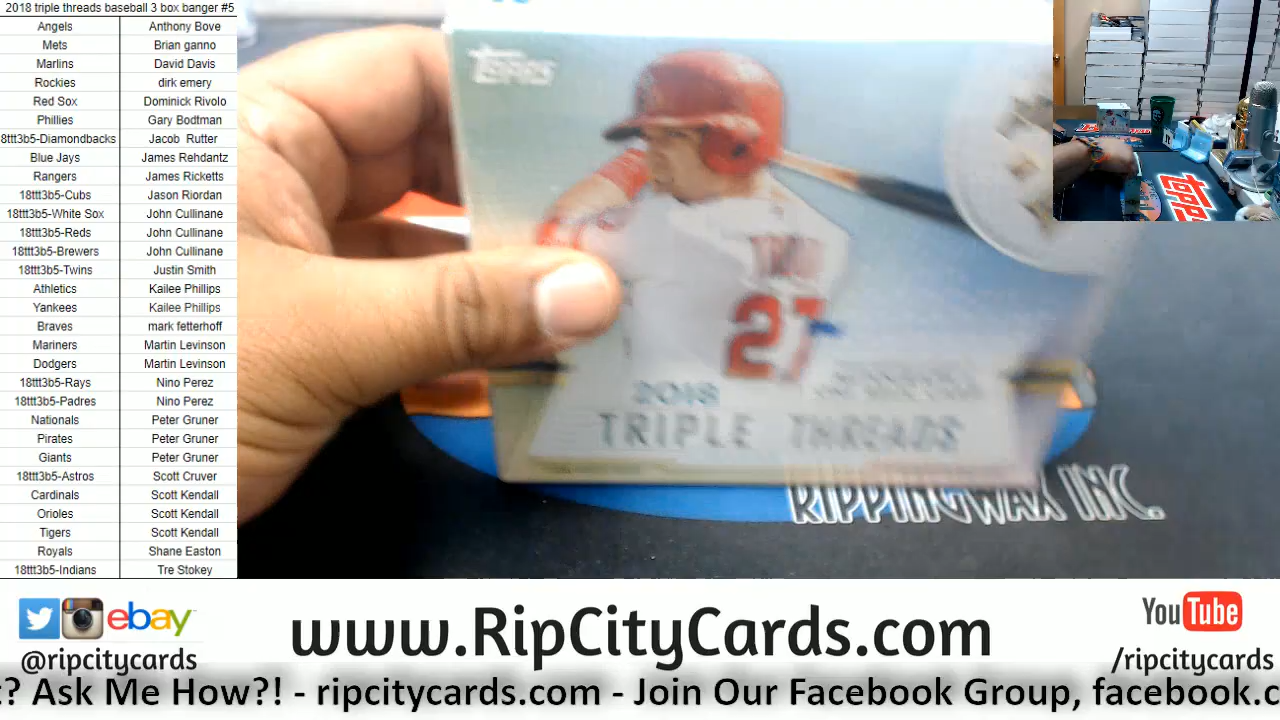 2018 triple threads baseball 3 box banger #5
Angels Anthony Bove
Mets Brian ganno
Marlins David Davis
Rockies dirk emery
Red Sox Dominick Rivolo
Phillies Gary Bodtman
8ttt3b5-Diamondbacks Jacob Rutter
Blue Jays James Rehdantz
Rangers James Ricketts
18ttt3b5-Cubs Jason Riordan
18ttt3b5-White Sox John Cullinane
18ttt3b5-Reds John Cullinane
18ttt3b5-Brewers John Cullinane
18ttt3b5-Twins Justin Smith
Athletics Kailee Phillips
Yankees Kailee Phillips
Braves mark fetterhoff
Mariners Martin Levinson
Dodgers Martin Levinson
18ttt3b5-Rays Nino Perez
18ttt3b5-Padres Nino Perez
Nationals Peter Gruner
Pirates Peter Gruner
Giants Peter Gruner
18ttt3b5-Astros Scott Cruver
Cardinals Scott Kendall
Orioles Scott Kendall
Tigers Scott Kendall
Royals Shane Easton
18ttt3b5-Indians Tre Stokey
Topps
27
2018
TRIPLE THREADS
RIPPINGWAX INC.
topps
ebay
@ripcitycards
www.RipCityCards.com
YouTube
/ripcitycards
? Ask Me How?! - ripcitycards.com - Join Our Facebook Group, facebook.c